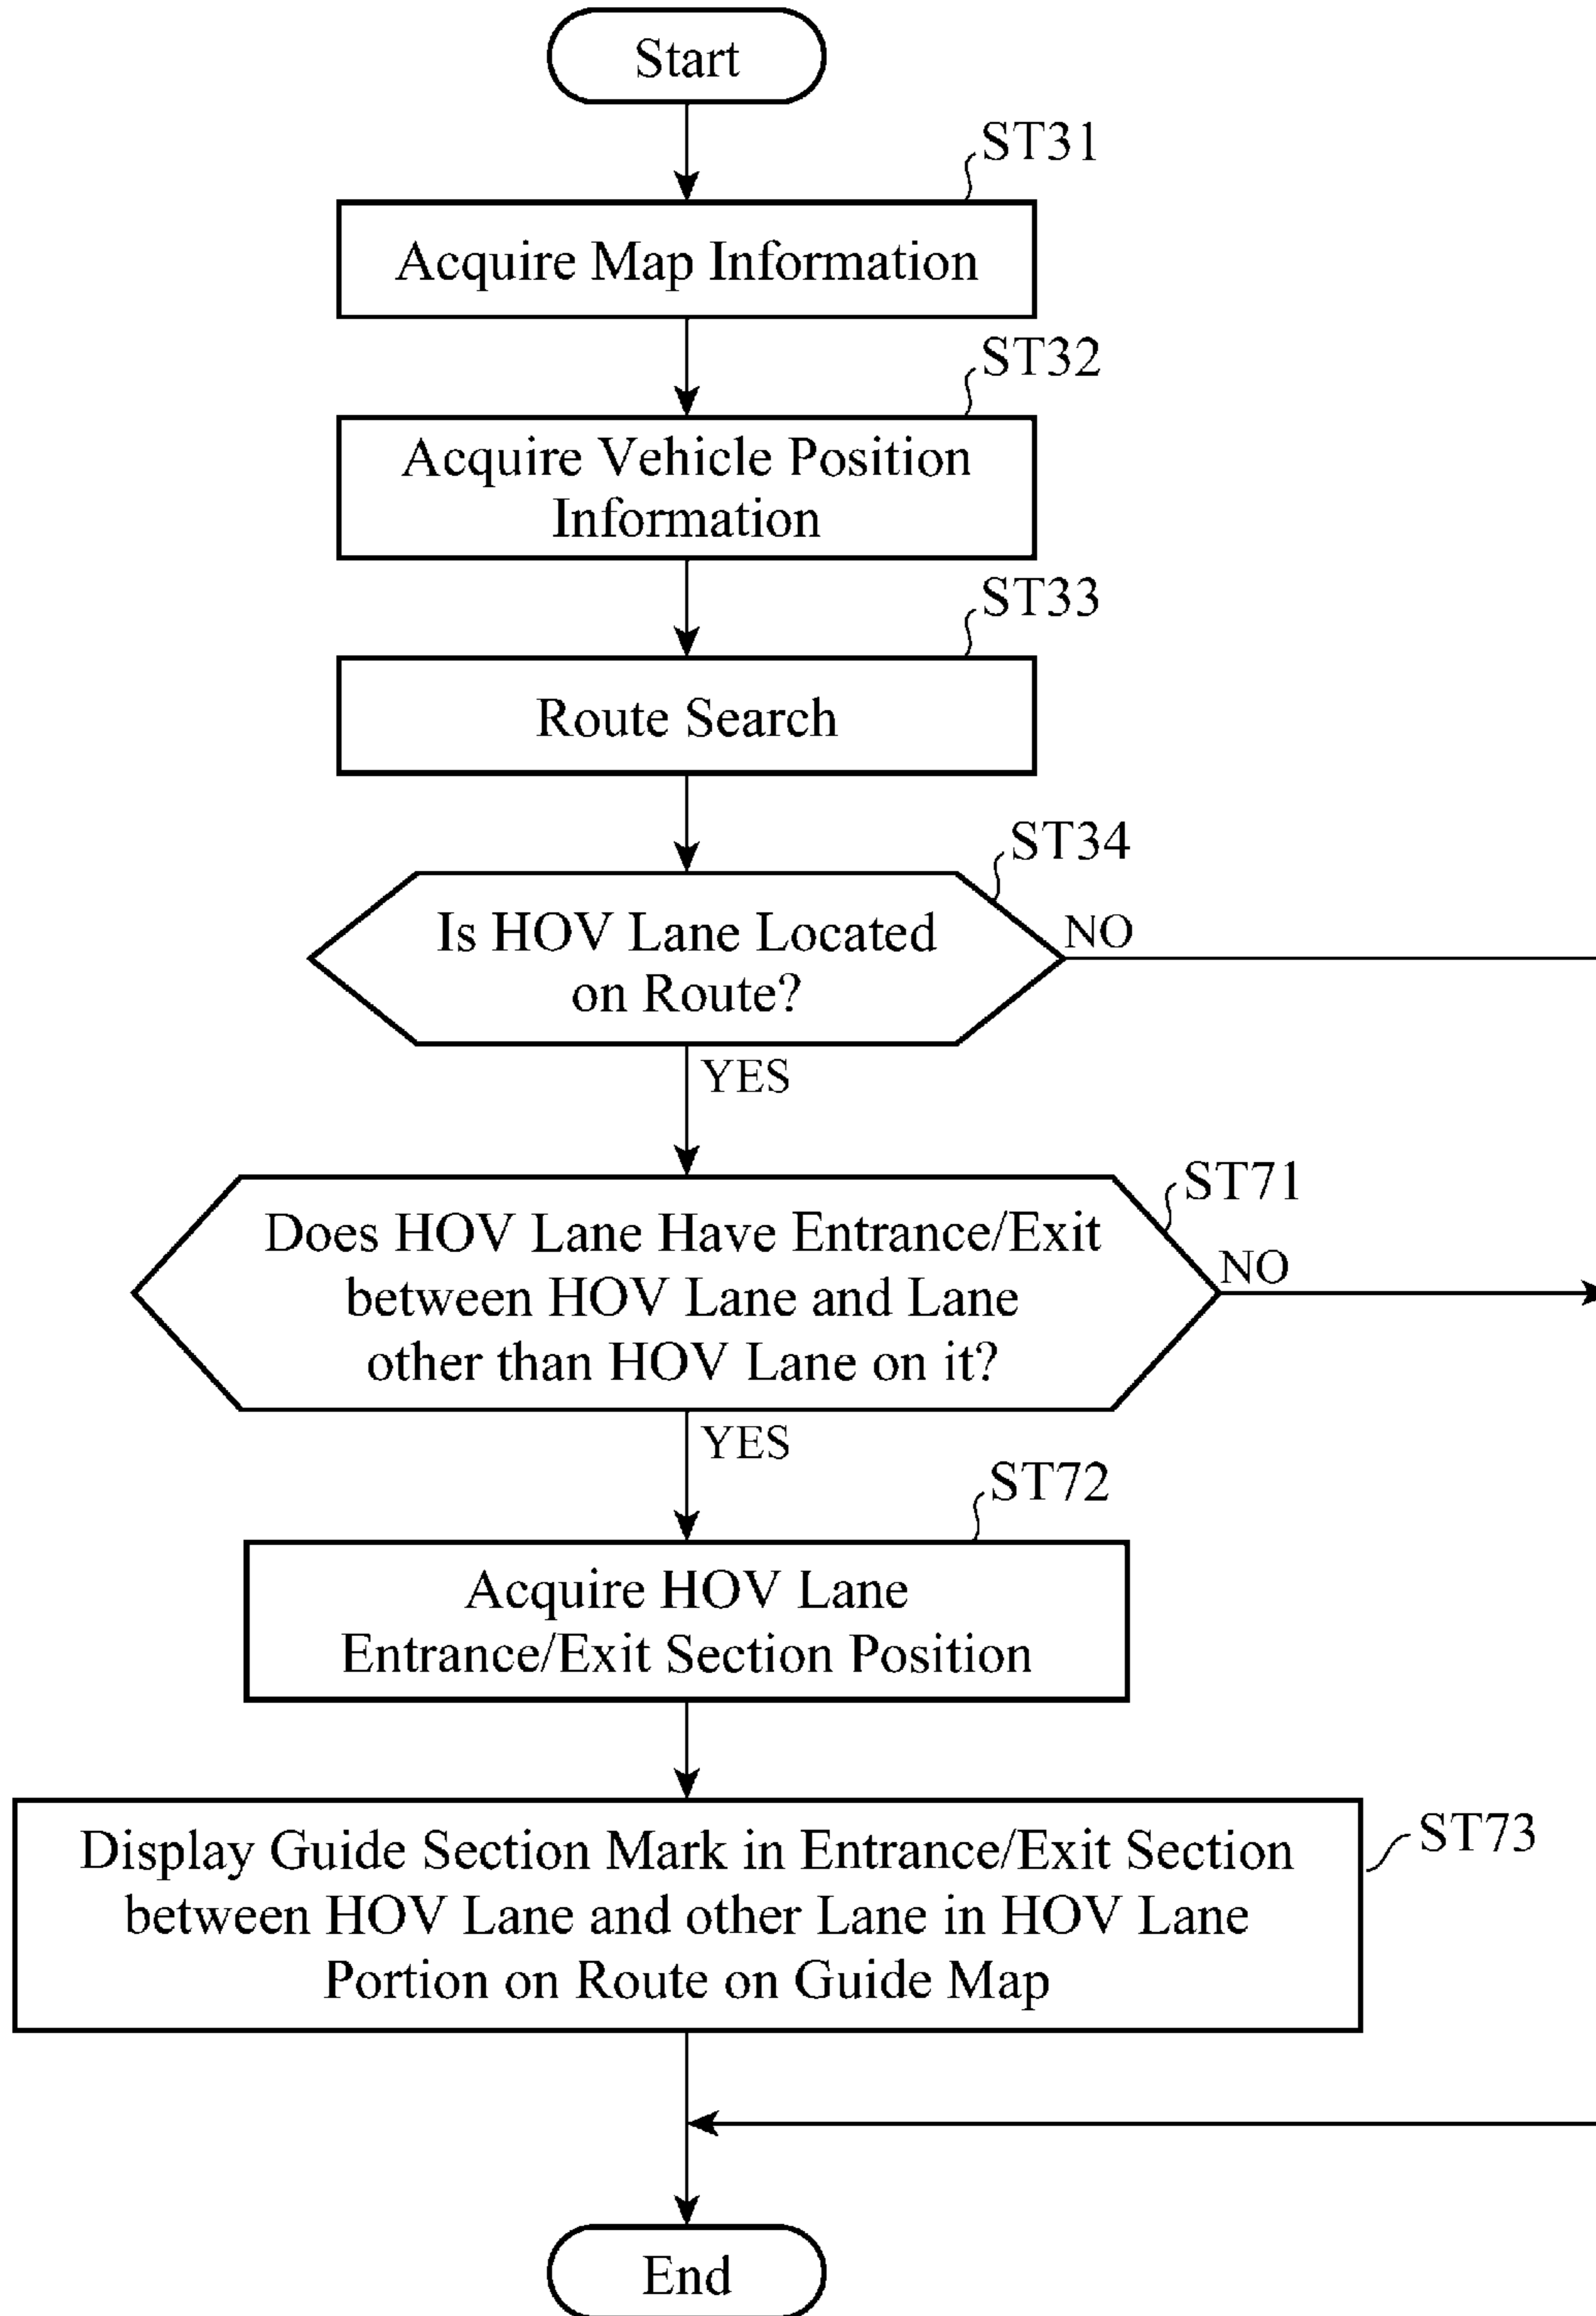 Start
ST31
Acquire Map Information
ST32
Acquire Vehicle Position
Information
ST33
Route Search
ST34
Is HOV Lane Located
on Route?
NO
YES
ST71
Does HOV Lane Have Entrance/Exit
between HOV Lane and Lane
other than HOV Lane on it?
NO
YES
ST72
Acquire HOV Lane
Entrance/Exit Section Position
ST73
Display Guide Section Mark in Entrance/Exit Section
between HOV Lane and other Lane in HOV Lane
Portion on Route on Guide Map
End